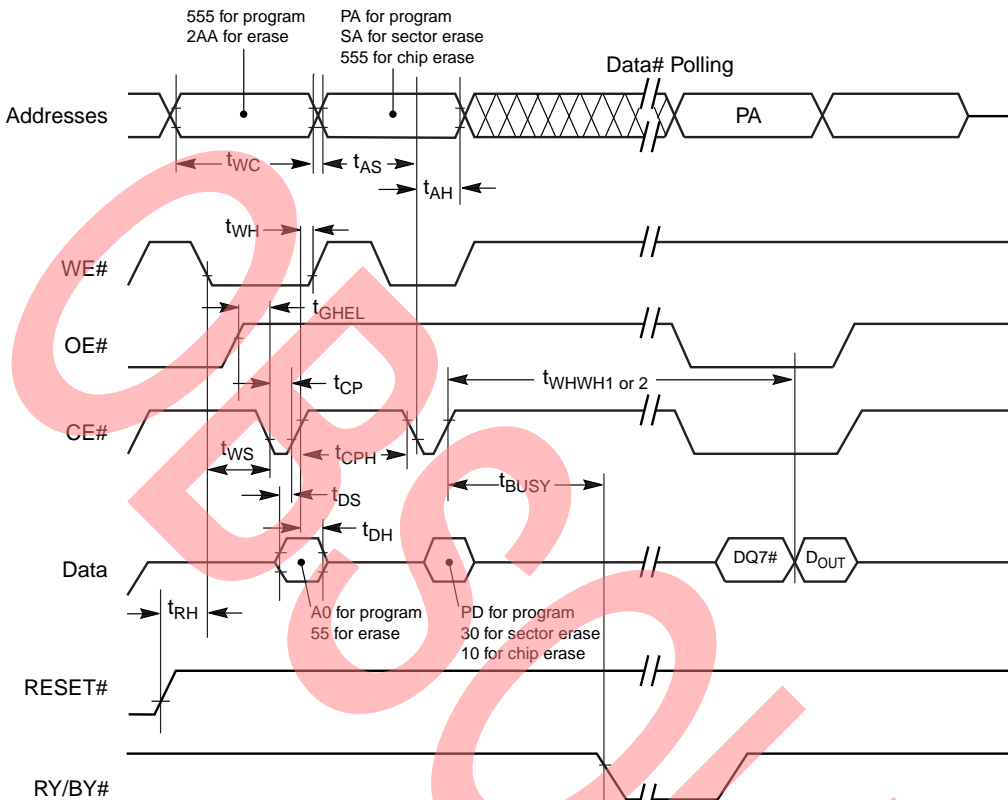 555 for program
2AA for erase
PA for program
SA for sector erase
555 for chip erase
Data# Polling
Addresses
PA
tWC
tAS
tAH
tWH
WE#
tGHEL
OE#
tWHWH1 or 2
tCP
CE#
tWS
tCPH
tBUSY
tDS
tDH
Data
DQ7#
DOUT
tRH
A0 for program
55 for erase
PD for program
30 for sector erase
10 for chip erase
RESET#
RY/BY#
OBSOL